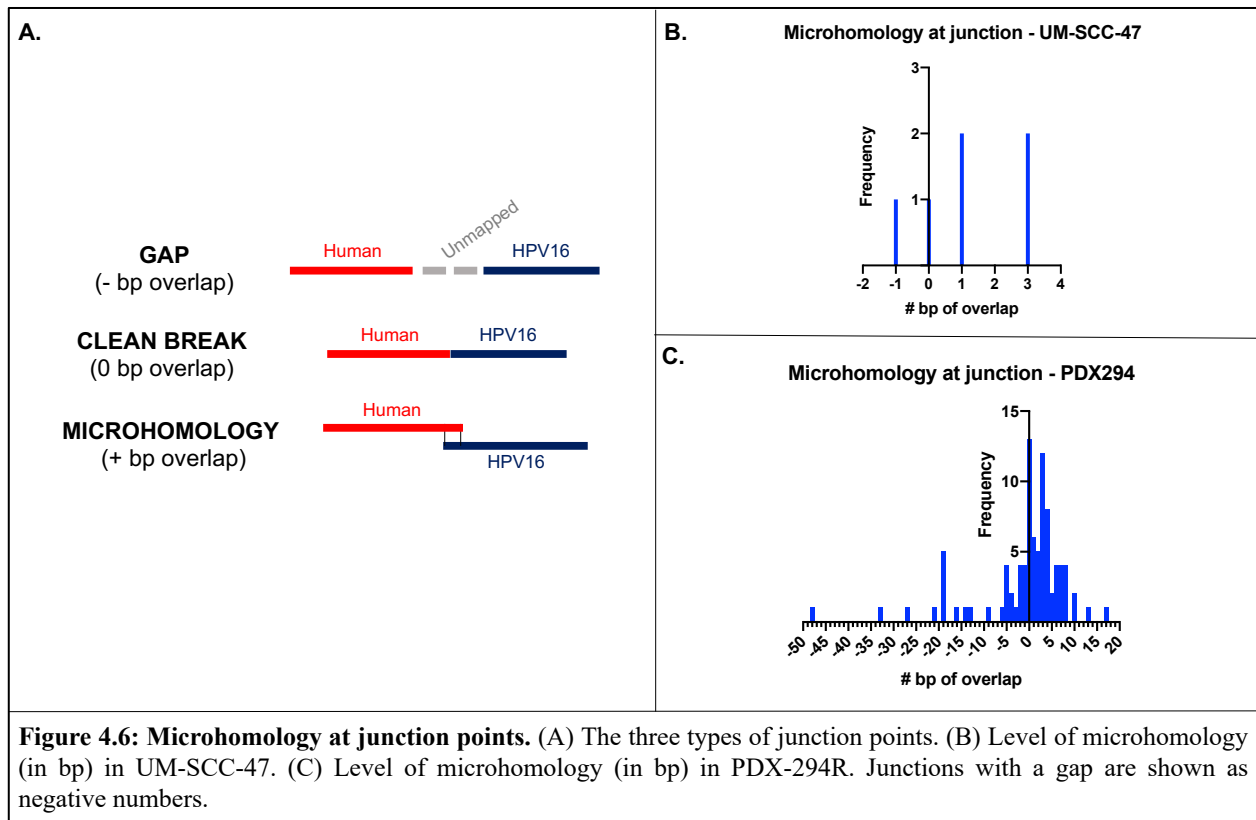 A.
GAP
(- bp overlap)
Human
Unmapped
HPV16
CLEAN BREAK
(0 bp overlap)
Human
HPV16
MICROHOMOLOGY
(+ bp overlap)
Human
HPV16
B.
Microhomology at junction - UM-SCC-47
Frequency
3
2
1
-2 -1 0 1 2 3 4
# bp of overlap
C.
Microhomology at junction - PDX294
Frequency
15
10
5
-50 -45 -40 -35 -30 -25 -20 -15 -10 -5 0 5 10 15 20
# bp of overlap
Figure 4.6: Microhomology at junction points. (A) The three types of junction points. (B) Level of microhomology
(in bp) in UM-SCC-47. (C) Level of microhomology (in bp) in PDX-294R. Junctions with a gap are shown as
negative numbers.